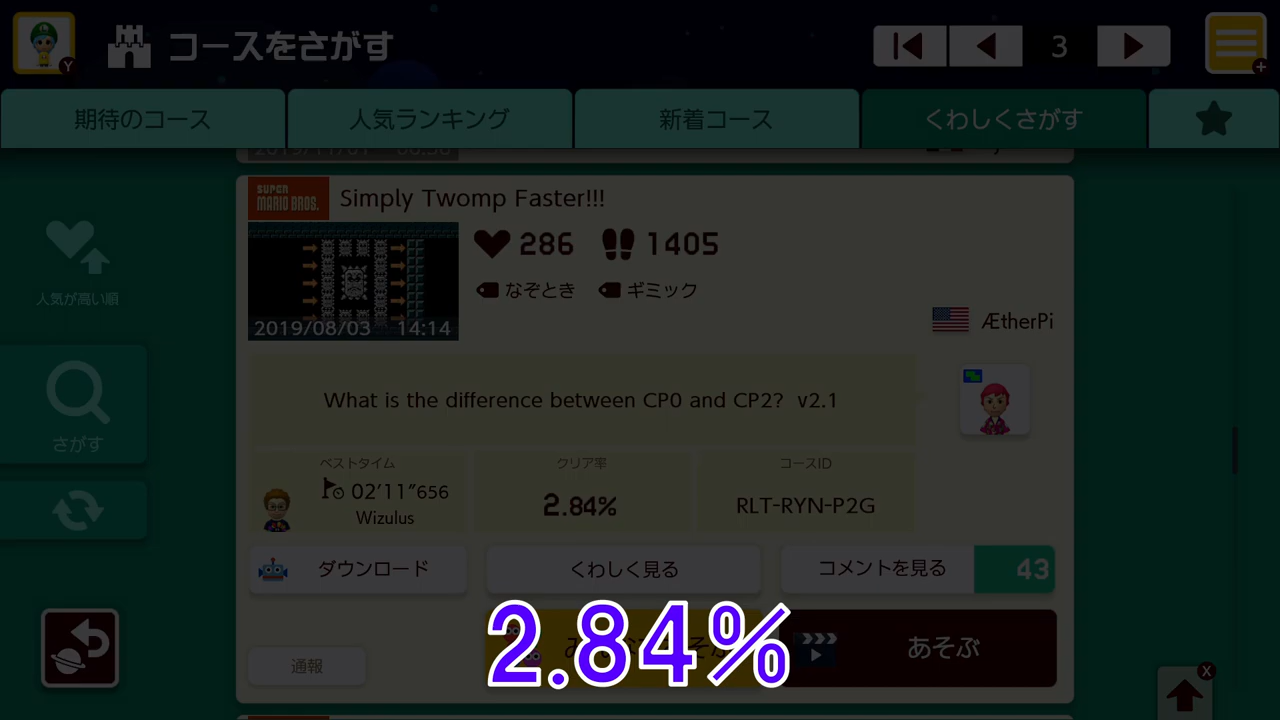 コースをさがす
3
Y
+
期待のコース
人気ランキング
新着コース
くわしくさがす
SUPER
MARIO BROS.
Simply Twomp Faster!!!
286
1405
なぞとき
ギミック
2019/08/03 14:14
ÆtherPi
人気が高い順
What is the difference between CP0 and CP2? v2.1
さがす
ベストタイム
02'11"656
Wizulus
クリア率
2.84%
コースID
RLT-RYN-P2G
ダウンロード
くわしく見る
コメントを見る
43
通報
2.84%
あそぶ
X